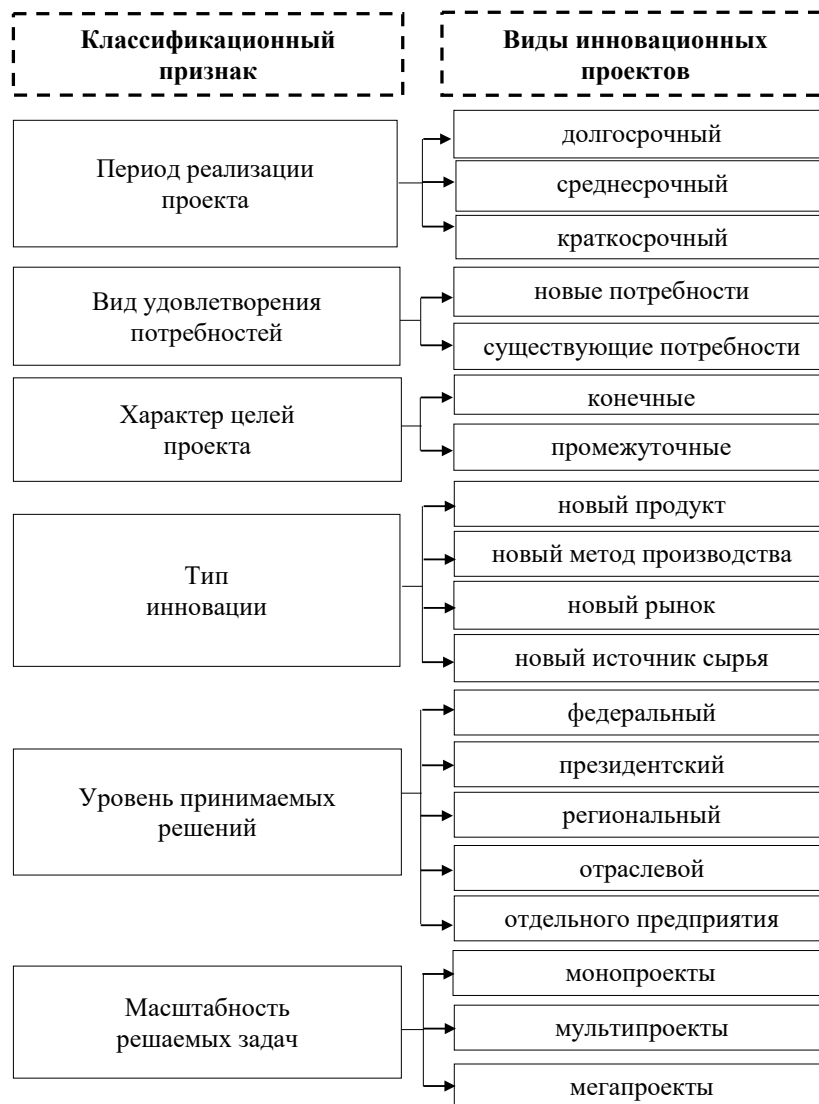 Классификационный
признак
Виды инновационных
проектов
Период реализации
проекта
долгосрочный
среднесрочный
краткосрочный
Вид удовлетворения
потребностей
новые потребности
существующие потребности
Характер целей
проекта
конечные
промежуточные
Тип
инновации
новый продукт
новый метод производства
новый рынок
новый источник сырья
Уровень принимаемых
решений
федеральный
президентский
региональный
отраслевой
отдельного предприятия
Масштабность
решаемых задач
монопроекты
мультипроекты
мегапроекты